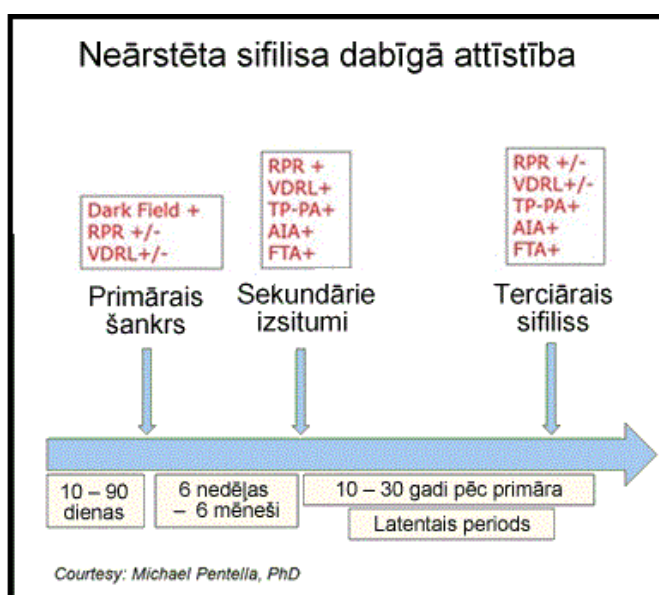 Neārstēta sifilisa dabīgā attīstība
Dark Field +
RPR +/-
VDRL+/-
Primārais
šankrs
RPR +
VDRL+
TP-PA+
AIA+
FTA+
Sekundārie
izsitumi
RPR +/-
VDRL+/-
TP-PA+
AIA+
FTA+
Terciārais
sifiliss
10 – 90
dienas
6 nedēļas
– 6 mēneši
10 – 30 gadi pēc primāra
Latentais periods
Courtesy: Michael Pentella, PhD